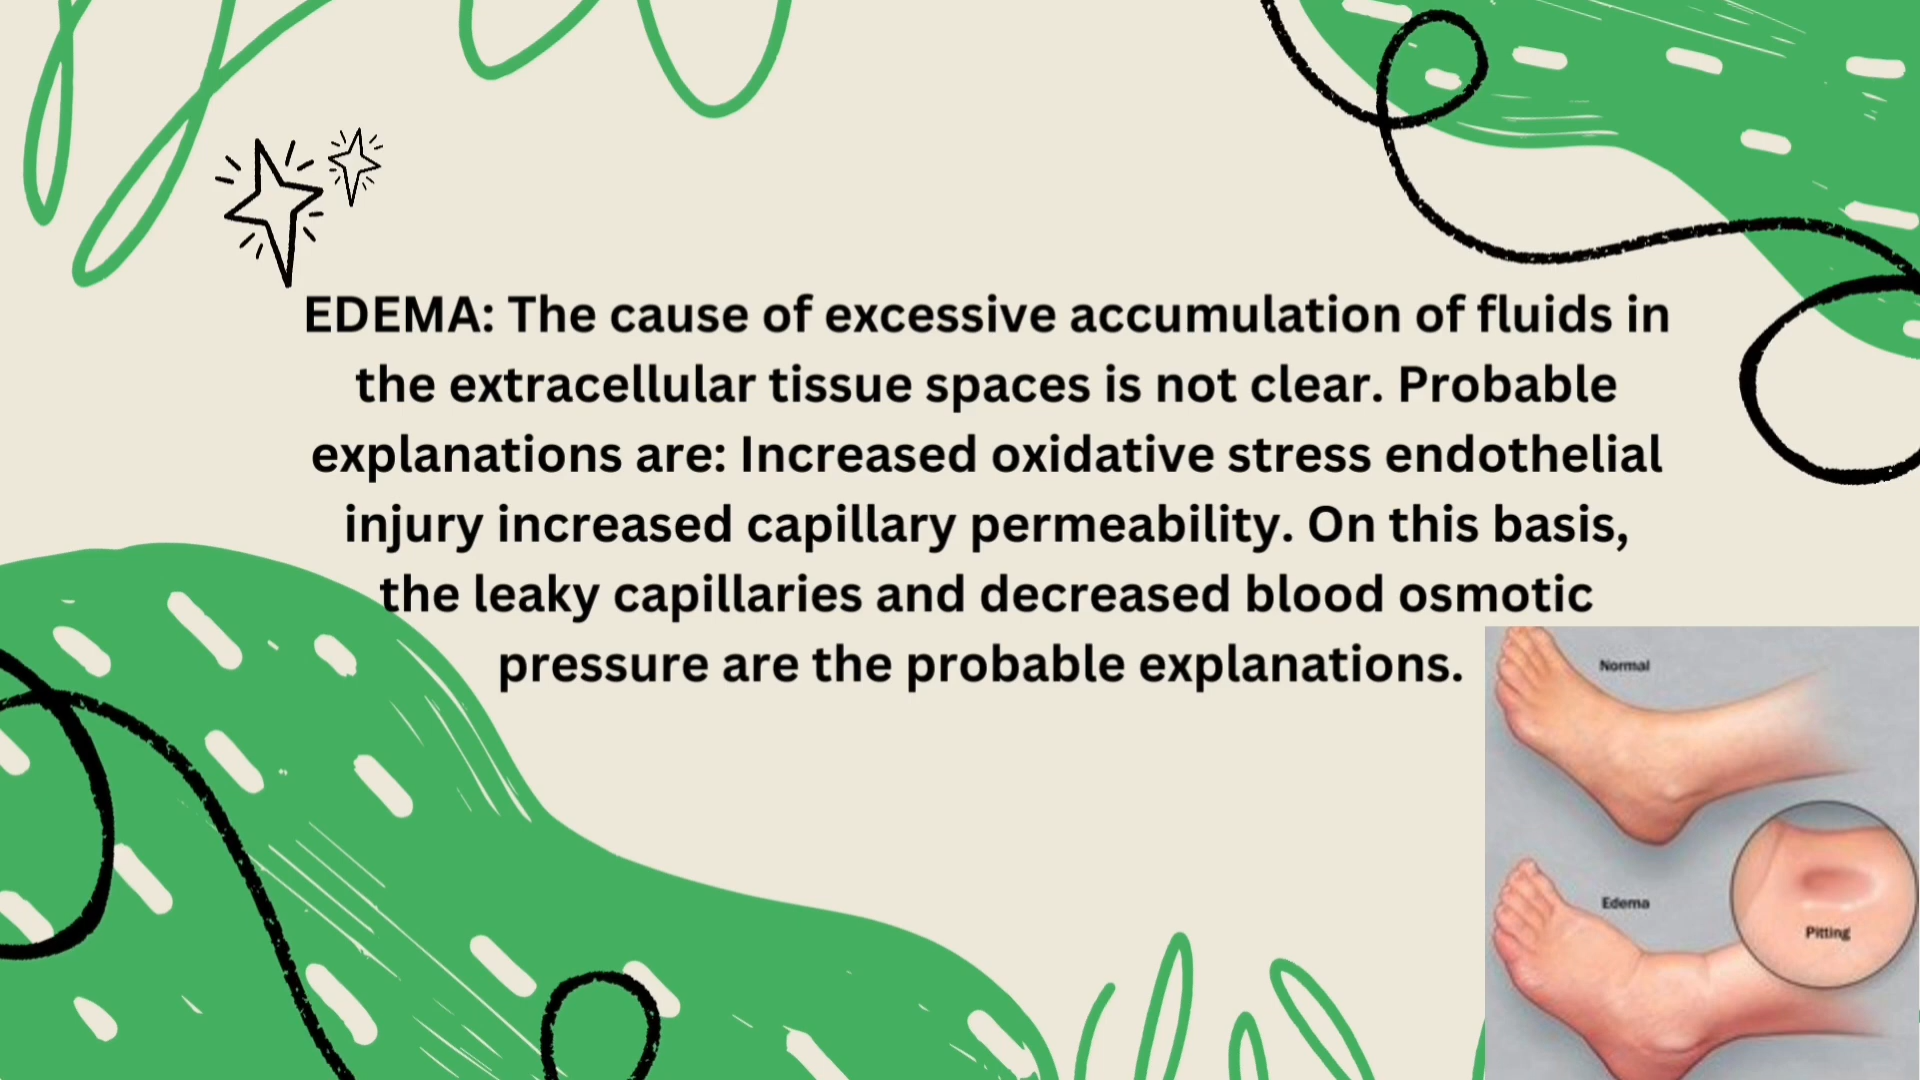 EDEMA: The cause of excessive accumulation of fluids in
the extracellular tissue spaces is not clear. Probable
explanations are: Increased oxidative stress endothelial
injury increased capillary permeability. On this basis,
the leaky capillaries and decreased blood osmotic
pressure are the probable explanations.
Normal
Edema
Pitting